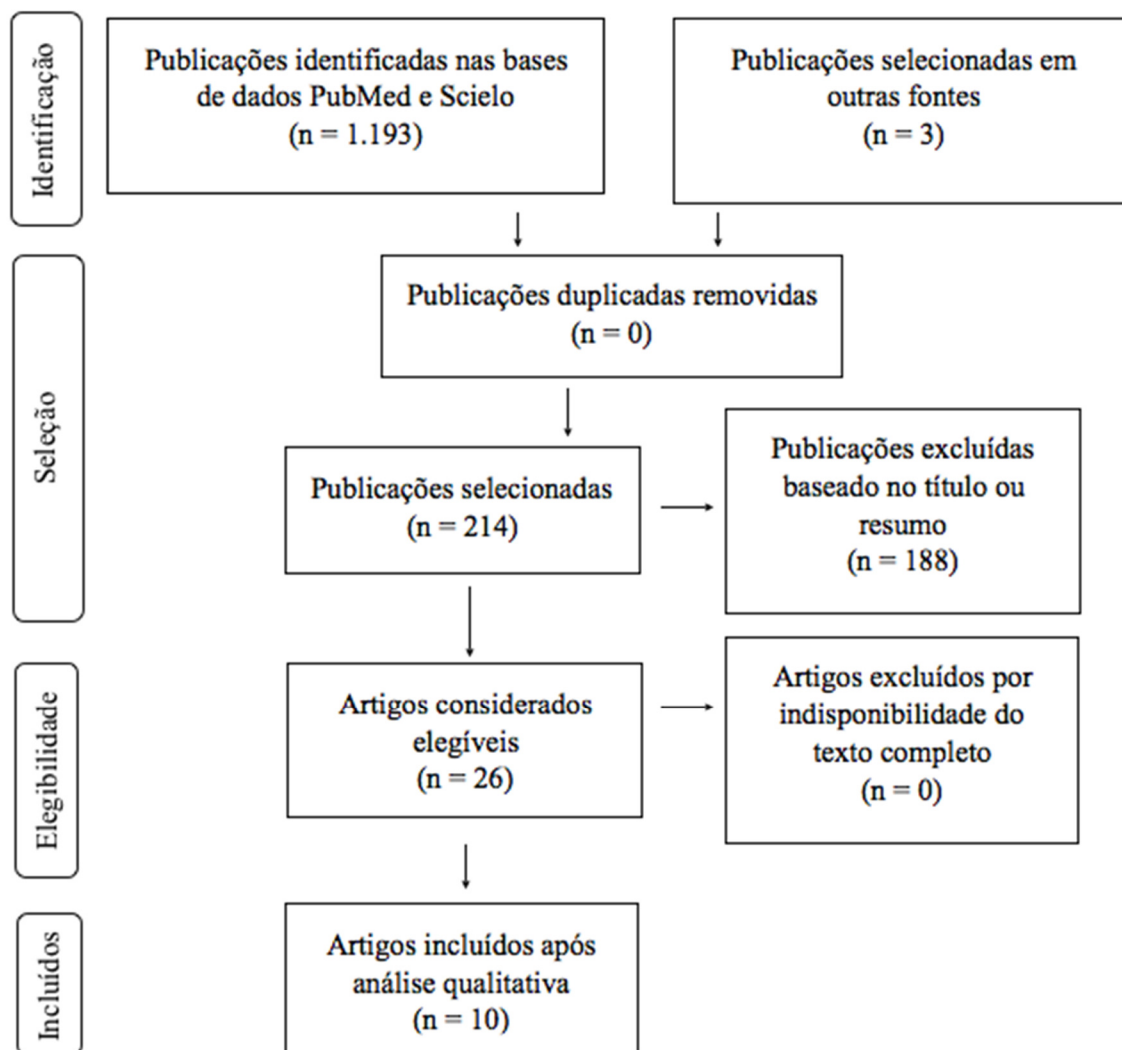 Identificação
Publicações identificadas nas bases
de dados PubMed e Scielo
(n = 1.193)
Publicações selecionadas em
outras fontes
(n = 3)
Seleção
Publicações duplicadas removidas
(n = 0)
Publicações selecionadas
(n = 214)
Publicações excluídas
baseado no título ou
resumo
(n = 188)
Elegibilidade
Artigos considerados
elegíveis
(n = 26)
Artigos excluídos por
indisponibilidade do
texto completo
(n = 0)
Incluídos
Artigos incluídos após
análise qualitativa
(n = 10)